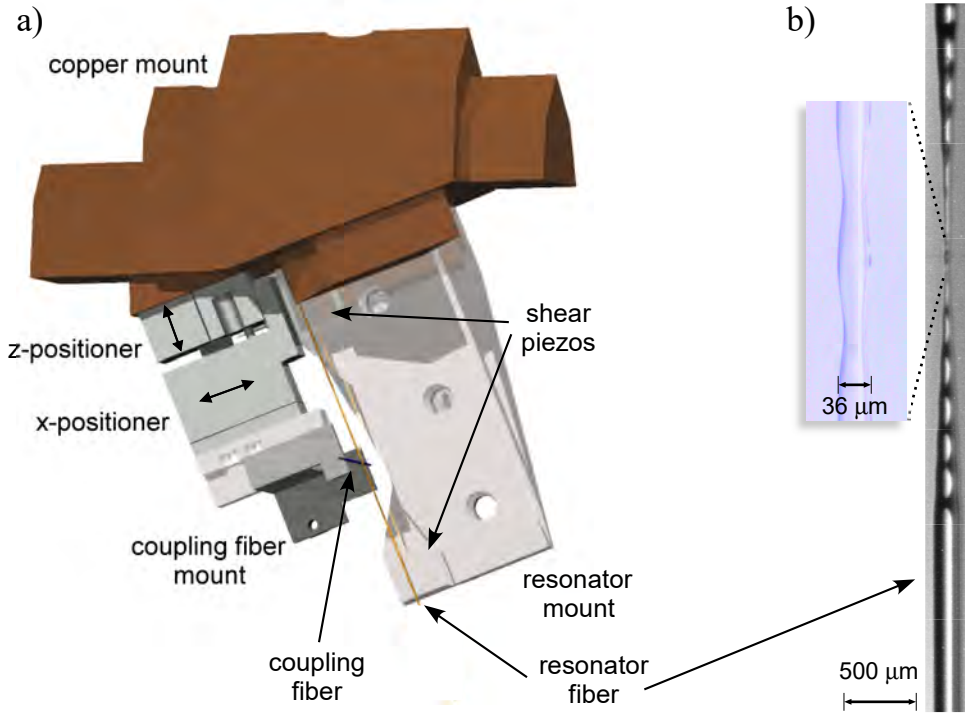 a)
copper mount
z-positioner
x-positioner
coupling fiber
mount
coupling
fiber
shear
piezos
resonator
mount
resonator
fiber
b)
36 μm
500 μm